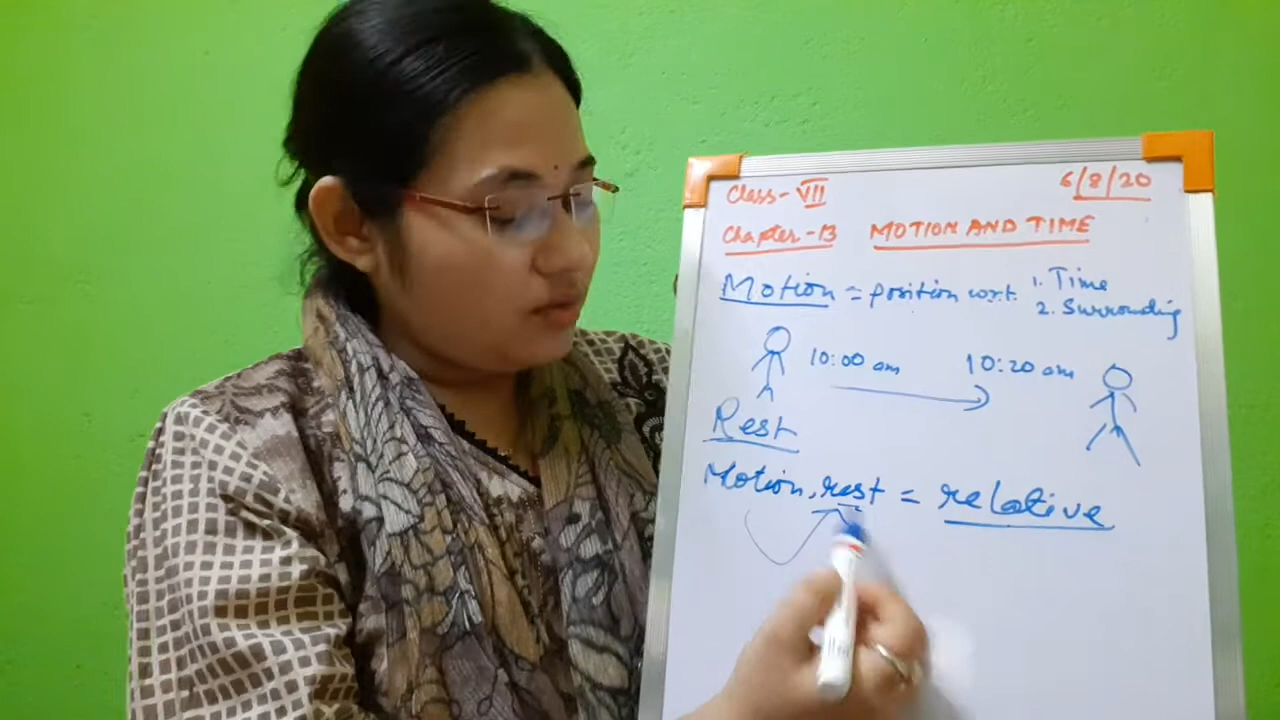 Class-VII 6/8/20
Chapter-13 MOTION AND TIME
Motion = position w.r.t. 1. Time
2. Surrounding
10:00 am 10:20 am
Rest
Motion, rest = relative